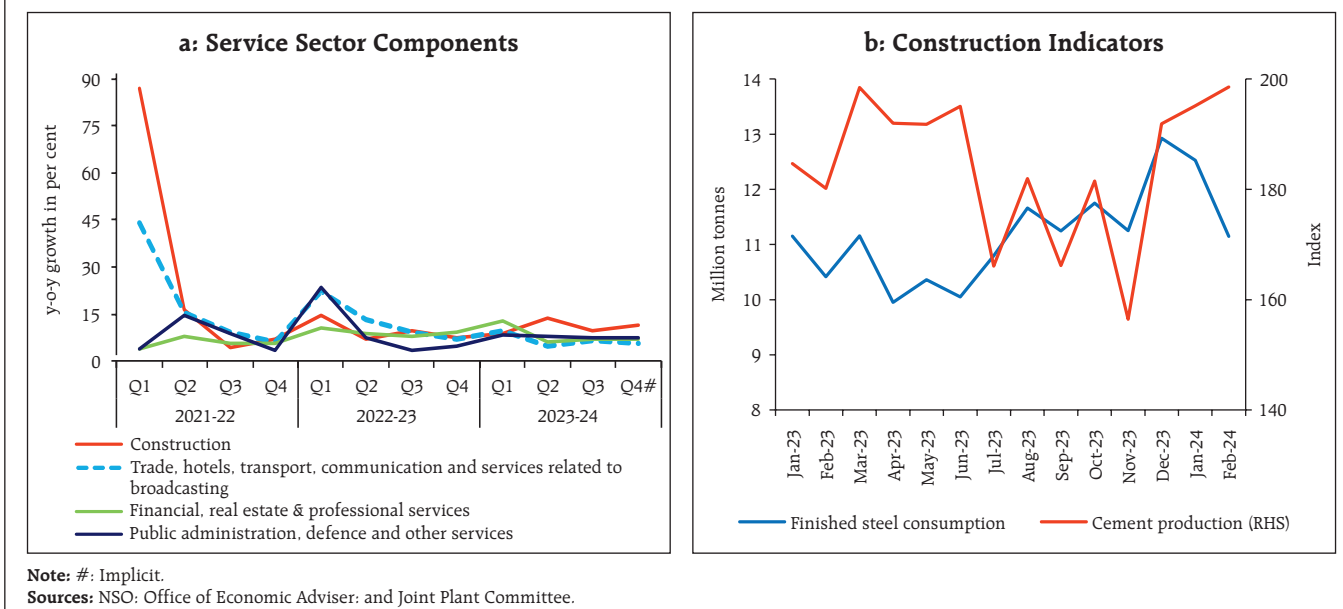 a: Service Sector Components
y-o-y growth in per cent
90
75
60
45
30
15
0
Q1 Q2 Q3 Q4 Q1 Q2 Q3 Q4 Q1 Q2 Q3 Q4#
2021-22 2022-23 2023-24
Construction
Trade, hotels, transport, communication and services related to
broadcasting
Financial, real estate & professional services
Public administration, defence and other services
b: Construction Indicators
Million tonnes
14
13
12
11
10
9
8
200
180
160
140
Index
Jan-23
Feb-23
Mar-23
Apr-23
May-23
Jun-23
Jul-23
Aug-23
Sep-23
Oct-23
Nov-23
Dec-23
Jan-24
Feb-24
Finished steel consumption Cement production (RHS)
Note: #: Implicit.
Sources: NSO: Office of Economic Adviser: and Joint Plant Committee.